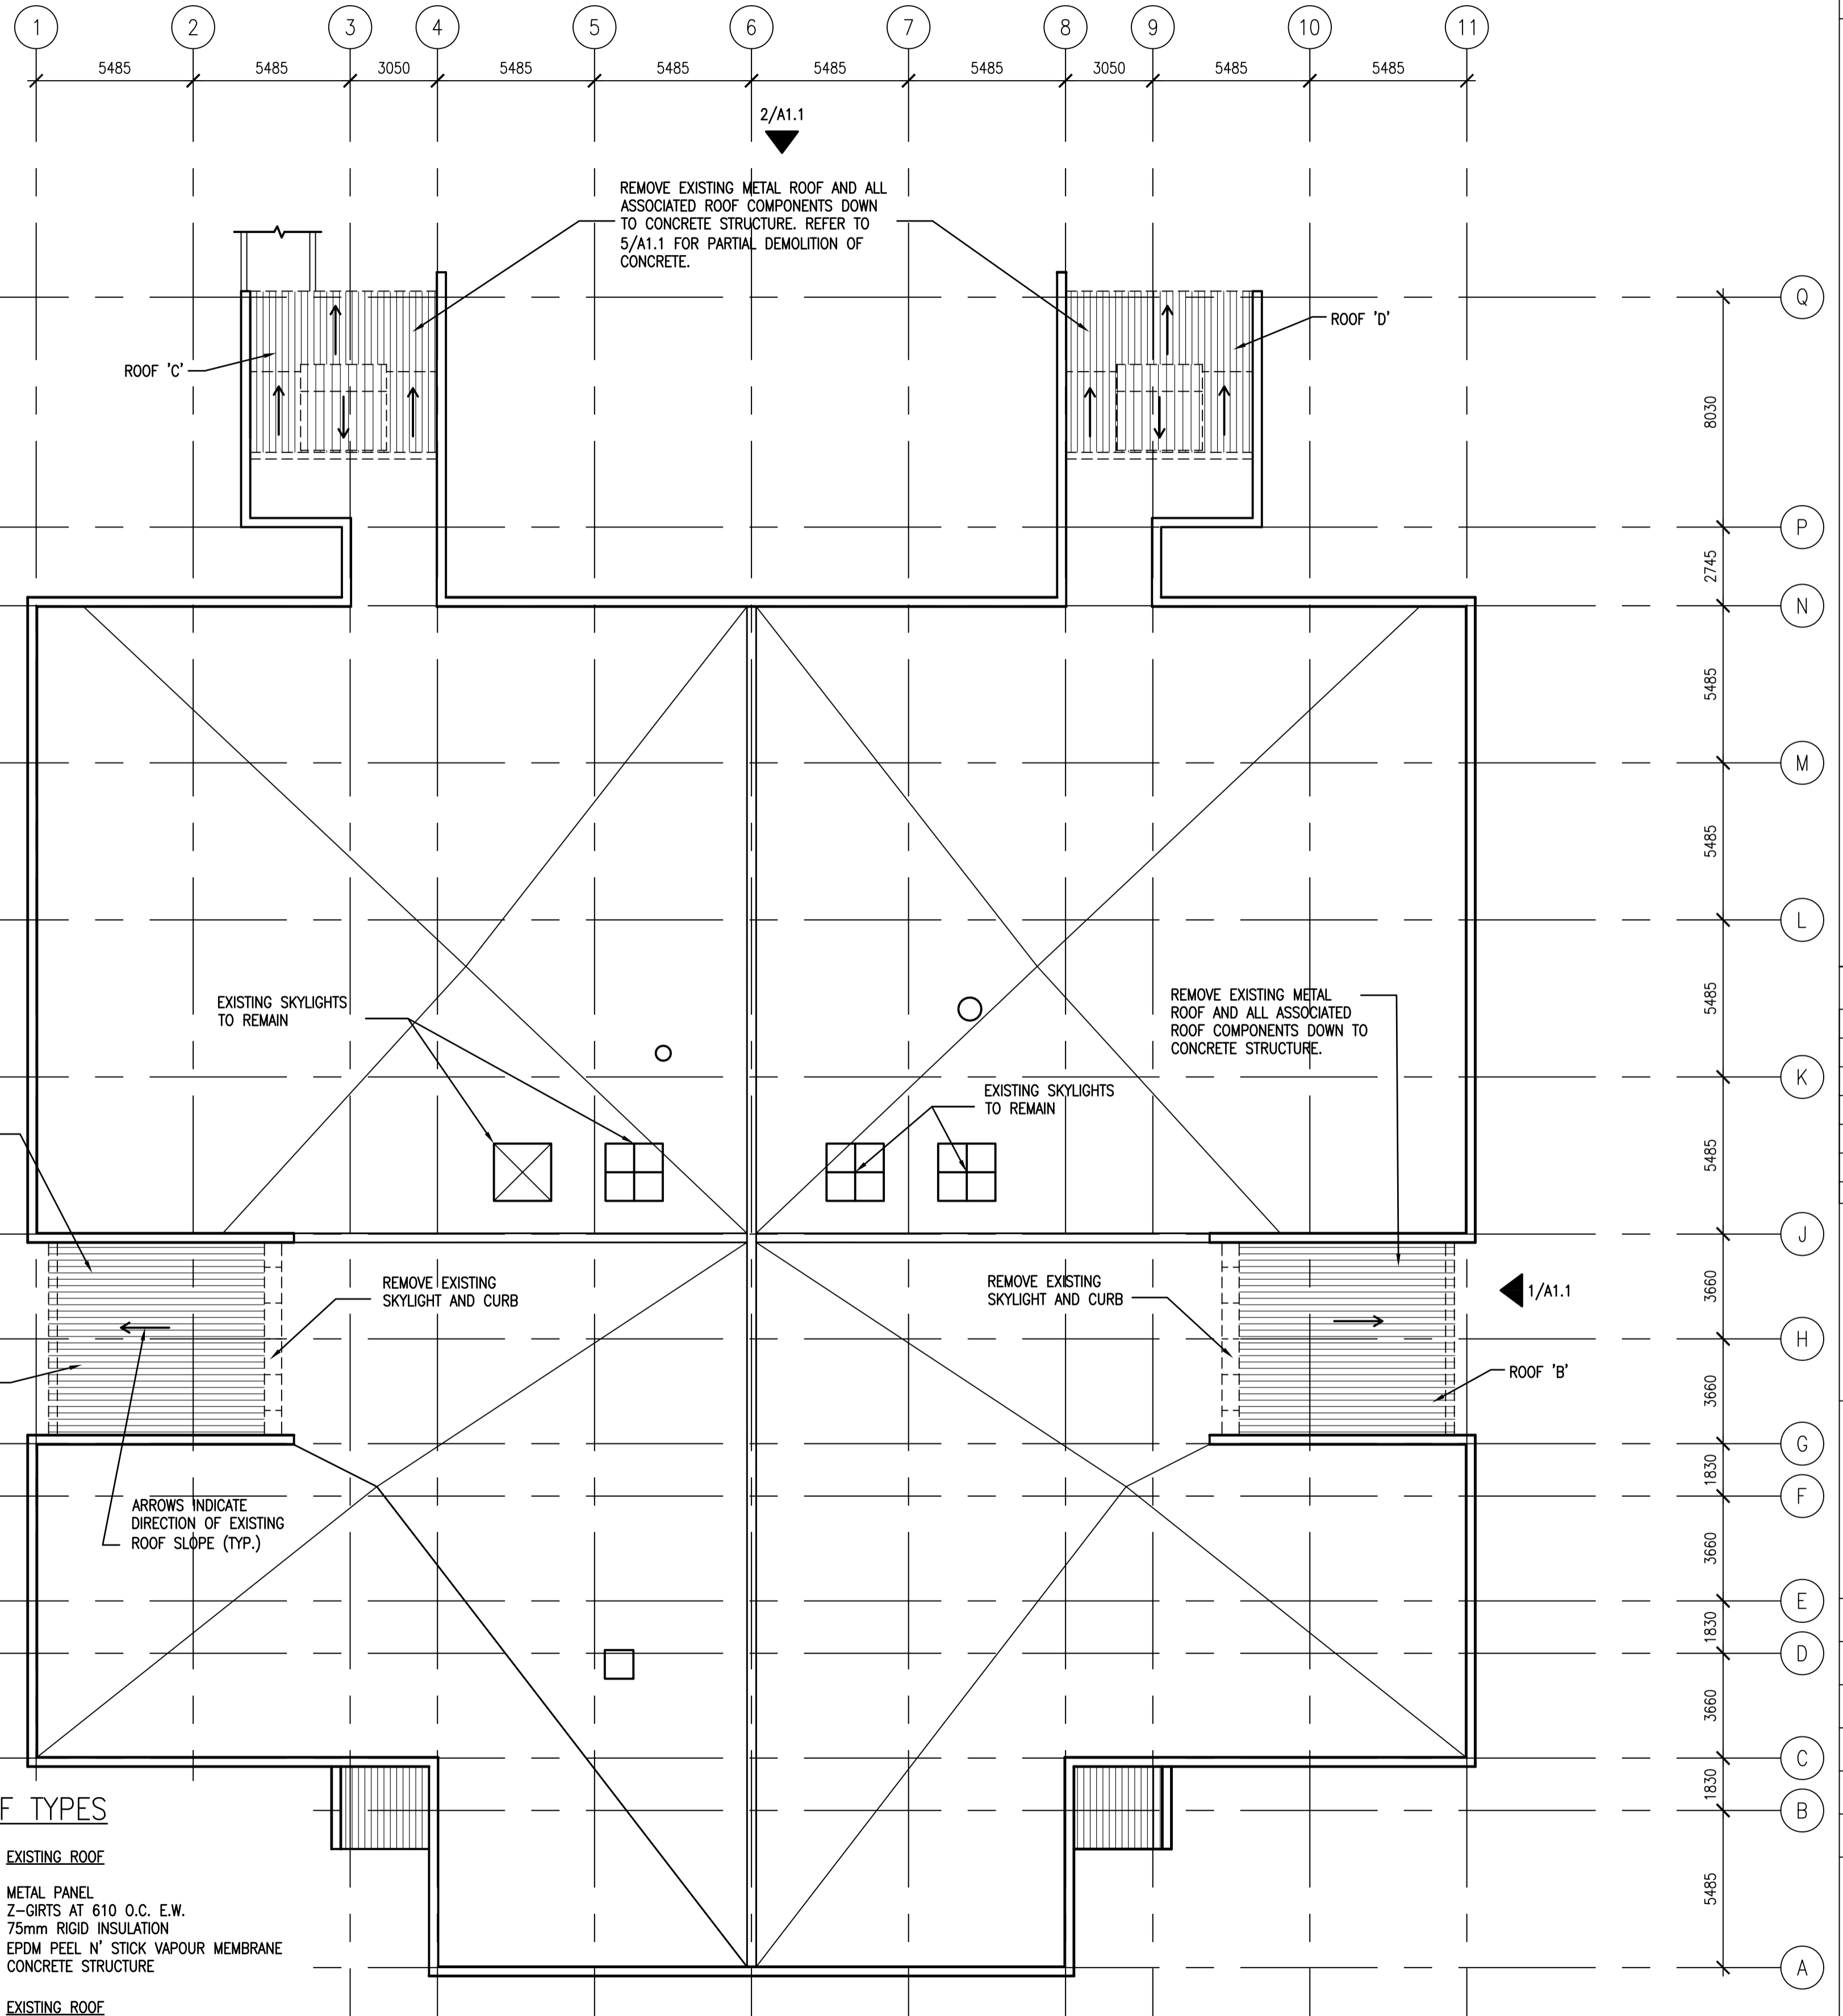 1 2 3 4 5 6 7 8 9 10 11
5485 5485 3050 5485 5485 5485 5485 3050 5485 5485
2/A1.1
REMOVE EXISTING METAL ROOF AND ALL
ASSOCIATED ROOF COMPONENTS DOWN
TO CONCRETE STRUCTURE. REFER TO
5/A1.1 FOR PARTIAL DEMOLITION OF
CONCRETE.
Q
ROOF 'D'
ROOF 'C'
8030
P
2745
N
5485
M
5485
L
EXISTING SKYLIGHTS
TO REMAIN
REMOVE EXISTING METAL
ROOF AND ALL ASSOCIATED
ROOF COMPONENTS DOWN TO
CONCRETE STRUCTURE.
5485
K
EXISTING SKYLIGHTS
TO REMAIN
5485
J
REMOVE EXISTING
SKYLIGHT AND CURB
REMOVE EXISTING
SKYLIGHT AND CURB
1/A1.1
3660
H
ROOF 'B'
3660
G
1830
F
ARROWS INDICATE
DIRECTION OF EXISTING
ROOF SLOPE (TYP.)
3660
E
1830
D
3660
C
1830
B
F TYPES
EXISTING ROOF
METAL PANEL
Z-GIRTS AT 610 O.C. E.W.
75mm RIGID INSULATION
EPDM PEEL N' STICK VAPOUR MEMBRANE
CONCRETE STRUCTURE
5485
A
EXISTING ROOF